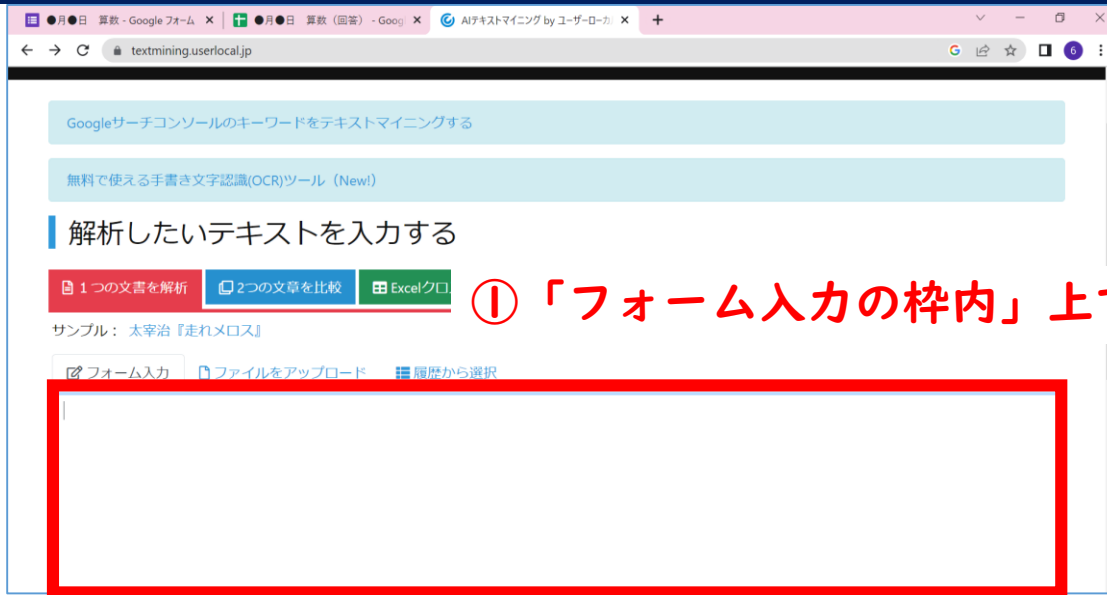 ●月●日 算数 - Google フォーム
●月●日 算数（回答） - Goog
AIテキストマイニング by ユーザーローカ
textmining.userlocal.jp
G
6
Googleサーチコンソールのキーワードをテキストマイニングする
無料で使える手書き文字認識(OCR)ツール（New!）
解析したいテキストを入力する
1つの文書を解析
2つの文章を比較
Excelクロ
①「フォーム入力の枠内」上で
サンプル： 太宰治『走れメロス』
フォーム入力
ファイルをアップロード
履歴から選択